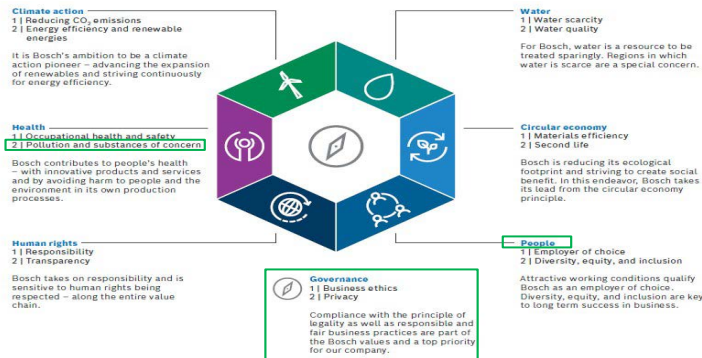 Climate action
1 | Reducing CO₂ emissions
2 | Energy efficiency and renewable
energies
It is Bosch's ambition to be a climate
action pioneer – advancing the expansion
of renewables and striving continuously
for energy efficiency.
Water
1 | Water scarcity
2 | Water quality
For Bosch, water is a resource to be
treated sparingly. Regions in which
water is scarce are a special concern.
Health
1 | Occupational health and safety
2 | Pollution and substances of concern
Bosch contributes to people's health
– with innovative products and services
and by avoiding harm to people and the
environment in its own production
processes.
Circular economy
1 | Materials efficiency
2 | Second life
Bosch is reducing its ecological
footprint and striving to create social
benefit. In this endeavor, Bosch takes
its lead from the circular economy
principle.
Human rights
1 | Responsibility
2 | Transparency
Bosch takes on responsibility and is
sensitive to human rights being
respected – along the entire value
chain.
Governance
1 | Business ethics
2 | Privacy
Compliance with the principle of
legality as well as responsible and
fair business practices are part of
the Bosch values and a top priority
for our company.
People
1 | Employer of choice
2 | Diversity, equity, and inclusion
Attractive working conditions qualify
Bosch as an employer of choice.
Diversity, equity, and inclusion are key
to long term success in business.